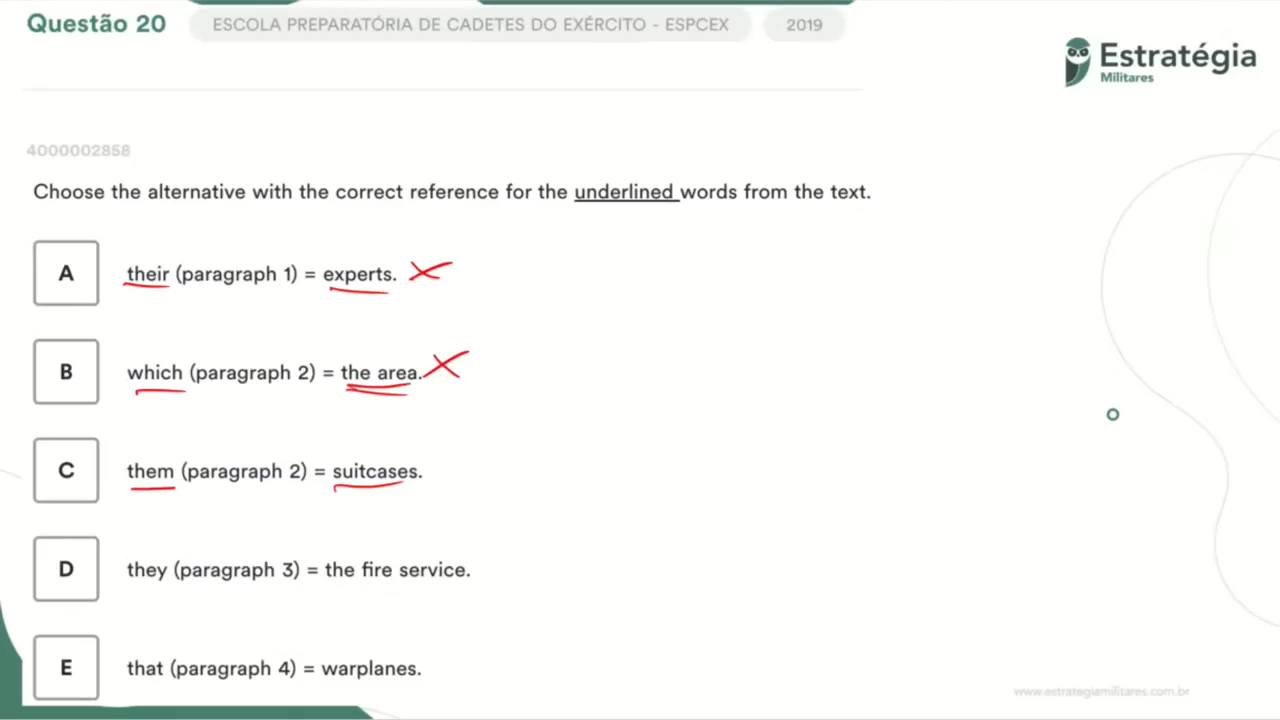 Questão 20
ESCOLA PREPARATÓRIA DE CADETES DO EXÉRCITO - ESPCEX
2019
Estratégia
Militares
4000002858
Choose the alternative with the correct reference for the underlined words from the text.
A
their (paragraph 1) = experts.
B
which (paragraph 2) = the area.
C
them (paragraph 2) = suitcases.
D
they (paragraph 3) = the fire service.
E
that (paragraph 4) = warplanes.
www.estrategiamilitares.com.br